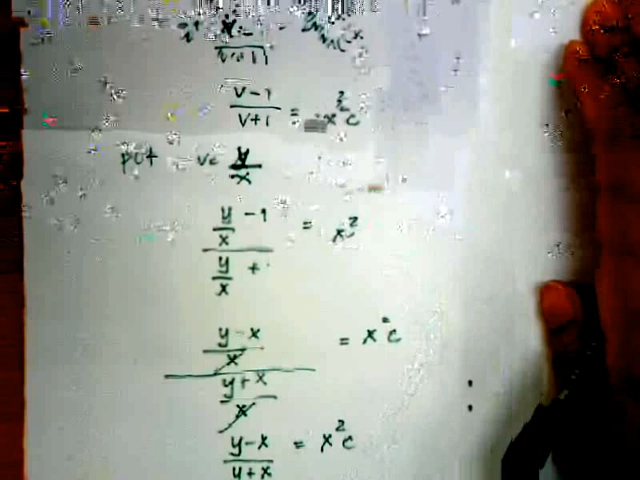 v-1 / v+1 = x²c
put v= y/x
(y/x -1) / (y/x + = x²
((y-x)/x) / ((y+x)/x) = x²c
(y-x)/(y+x) = x²c